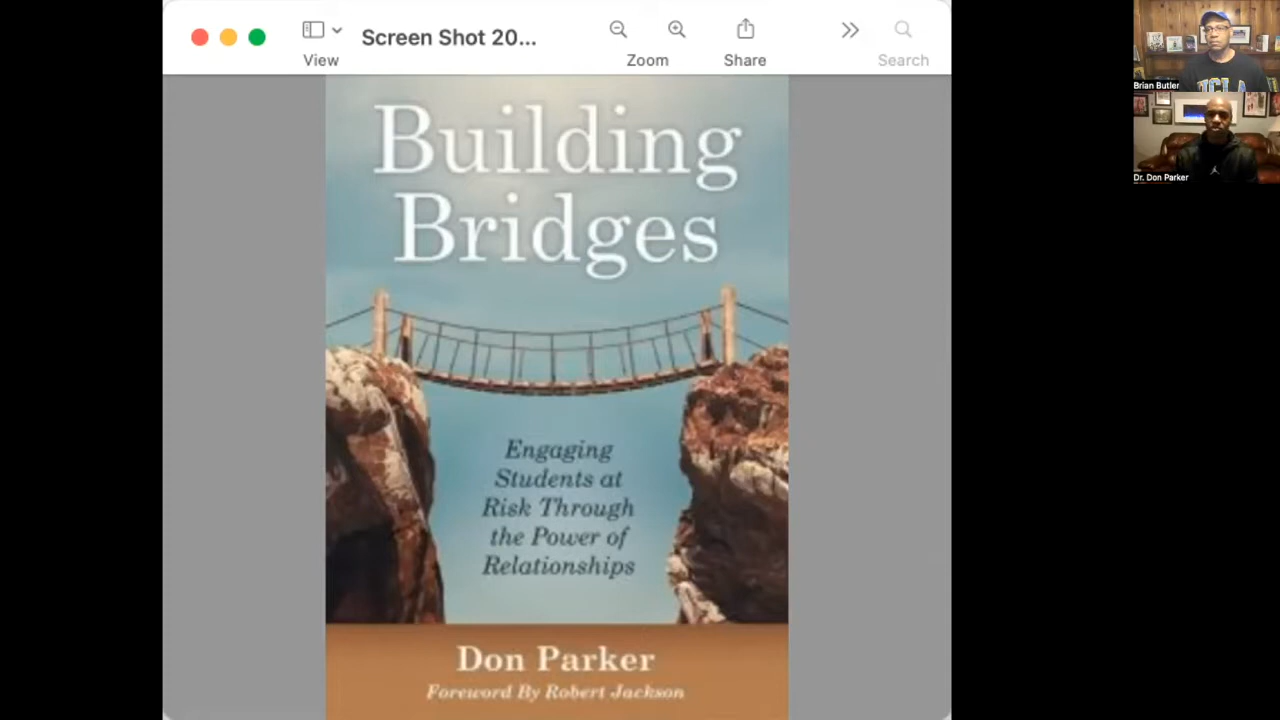 Screen Shot 20...
View
Zoom
Share
Search
Building
Bridges
Engaging
Students at
Risk Through
the Power of
Relationships
Don Parker
Foreword By Robert Jackson
UCLA
Brian Butler
Dr. Don Parker